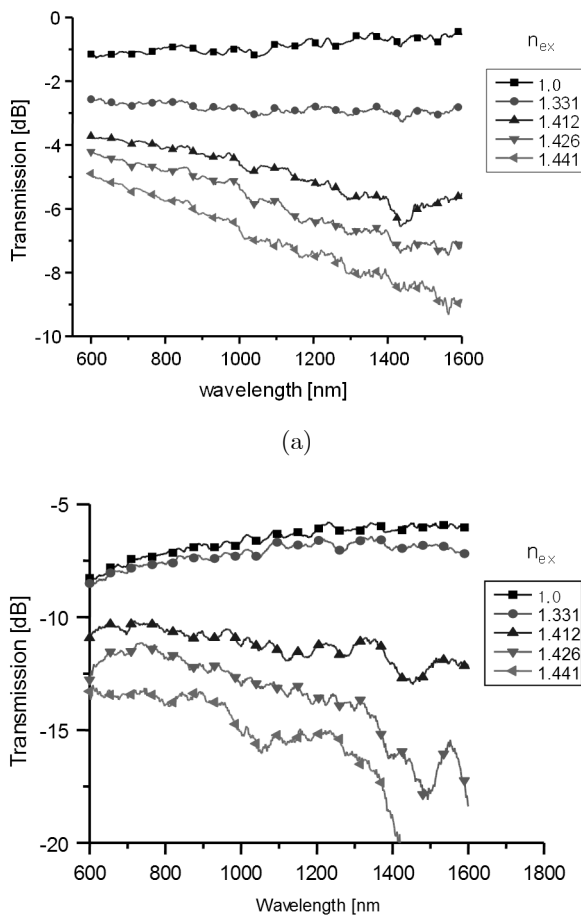 0
-2
-4
-6
-8
-10
Transmission [dB]
600 800 1000 1200 1400 1600
wavelength [nm]
n_ex
1.0
1.331
1.412
1.426
1.441
(a)
-5
-10
-15
-20
Transmission [dB]
600 800 1000 1200 1400 1600 1800
Wavelength [nm
n_ex
1.0
1.331
1.412
1.426
1.441